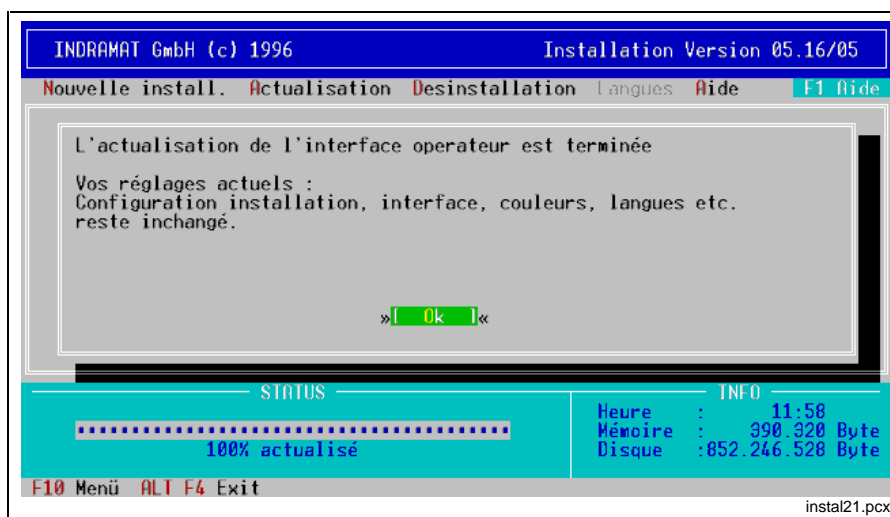 INDRAMAT GmbH (c) 1996 Installation Version 05.16/05
Nouvelle install. Actualisation Desinstallation Langues Aide F1 Aide
L'actualisation de l'interface operateur est terminée
Vos réglages actuels :
Configuration installation, interface, couleurs, langues etc.
reste inchangé.
»[ Ok ]«
STATUS
100% actualisé
INFO
Heure : 11:58
Mémoire : 390.320 Byte
Disque :852.246.528 Byte
F10 Menü ALT F4 Exit
instal21.pcx